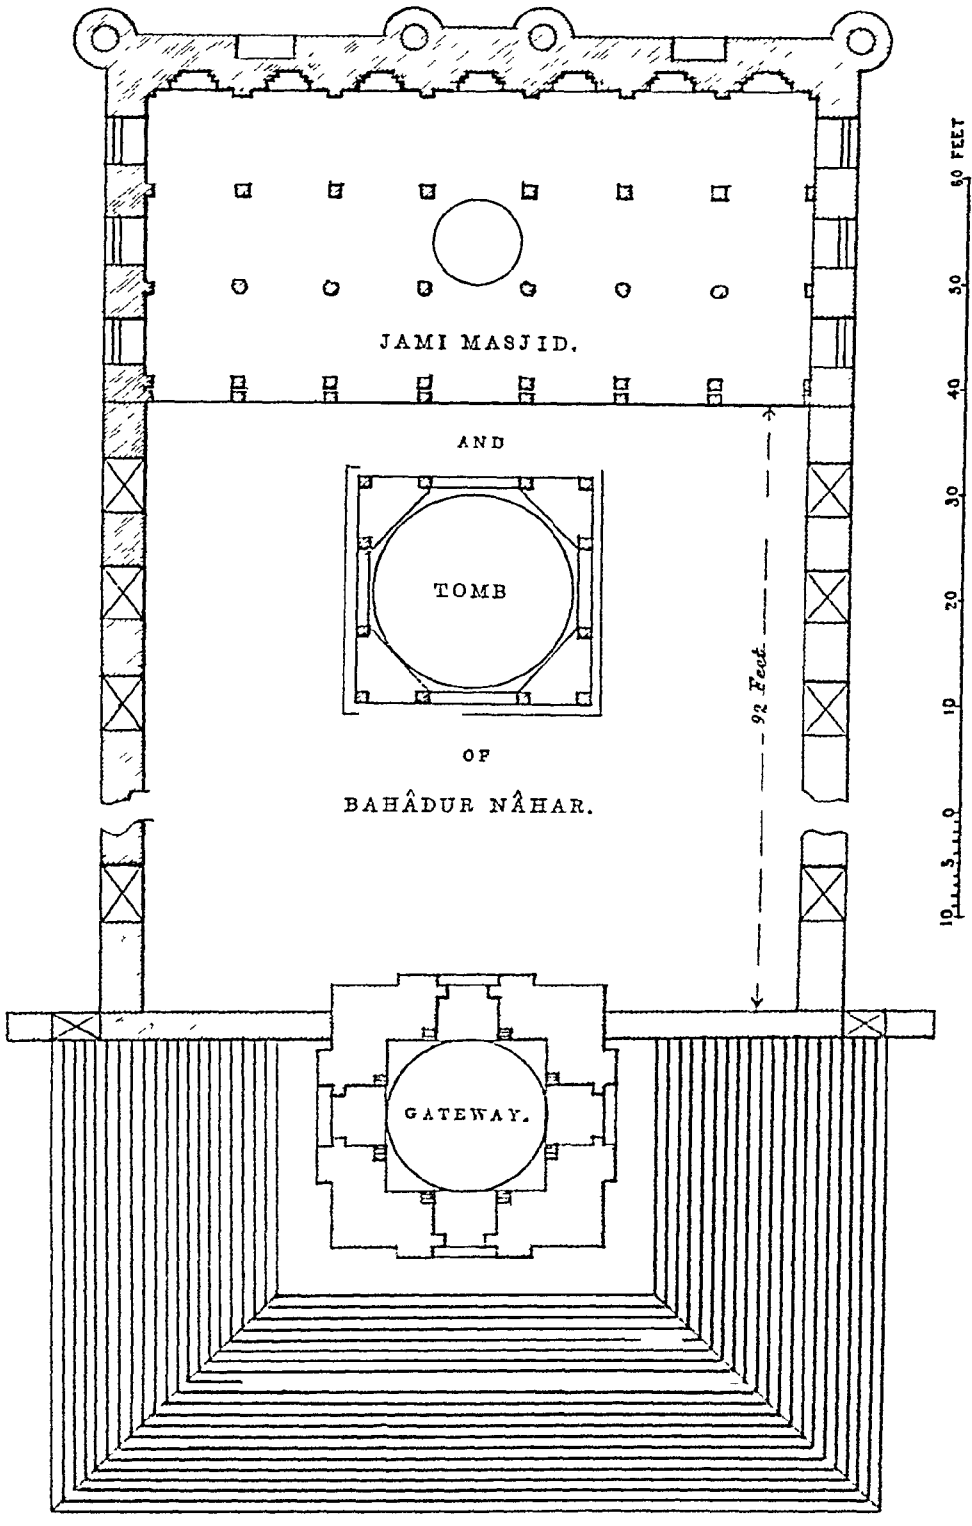 JAMI MASJID.
AND
TOMB
OF
BAHÂDUR NÂHAR.
92 Feet
GATEWAY.
10 5 0 10 20 30 40 50 60 FEET